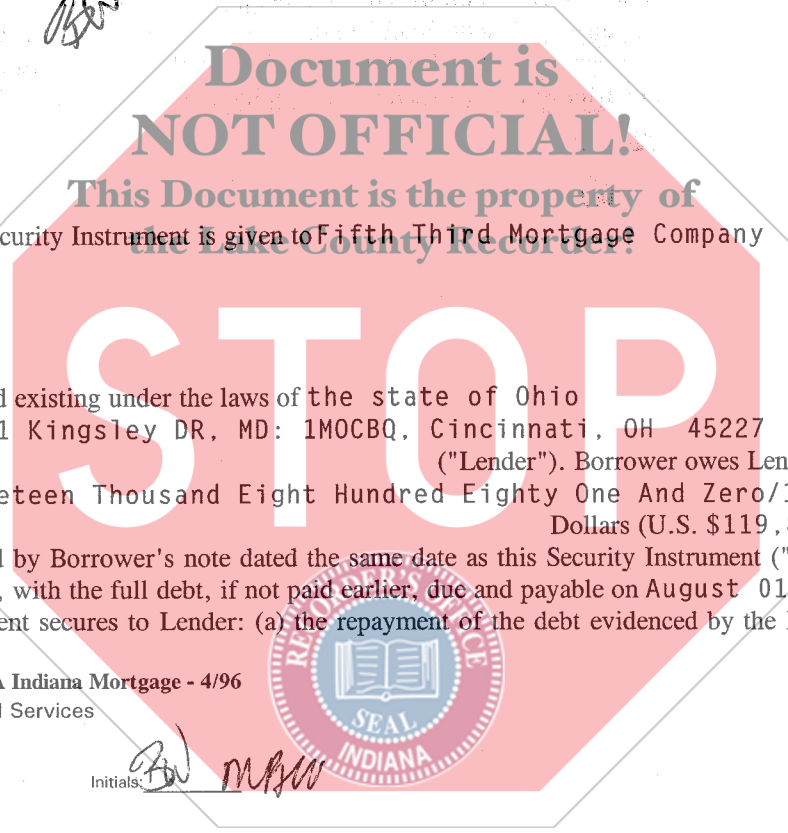 Document is
NOT OFFICIAL!
This Document is the property of
the Lake County Recorder!
curity Instrument is given to Fifth Third Mortgage Company
STOP
d existing under the laws of the state of Ohio
1 Kingsley DR, MD: 1MOCBQ, Cincinnati, OH 45227
("Lender"). Borrower owes Len
eteen Thousand Eight Hundred Eighty One And Zero/1
Dollars (U.S. $119,
d by Borrower's note dated the same date as this Security Instrument ("
, with the full debt, if not paid earlier, due and payable on August 01
ent secures to Lender: (a) the repayment of the debt evidenced by the
RECORDER'S OFFICE
SEAL
INDIANA
A Indiana Mortgage - 4/96
l Services
Initials: